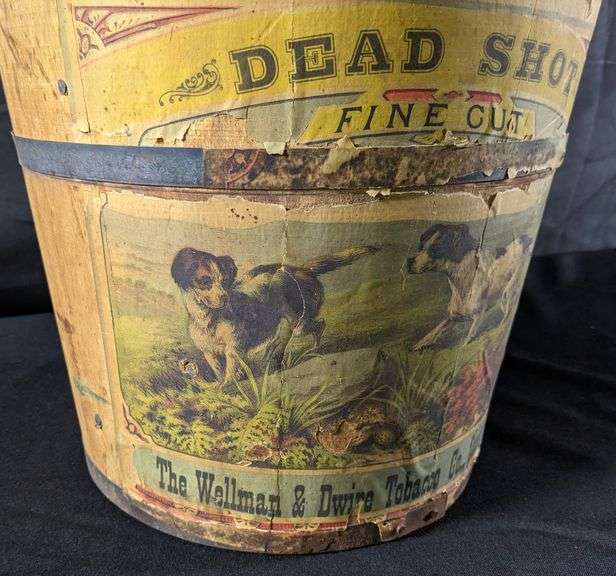 DEAD SHOT
FINE CUT
The Wellman & Dwire Tobacco Co.